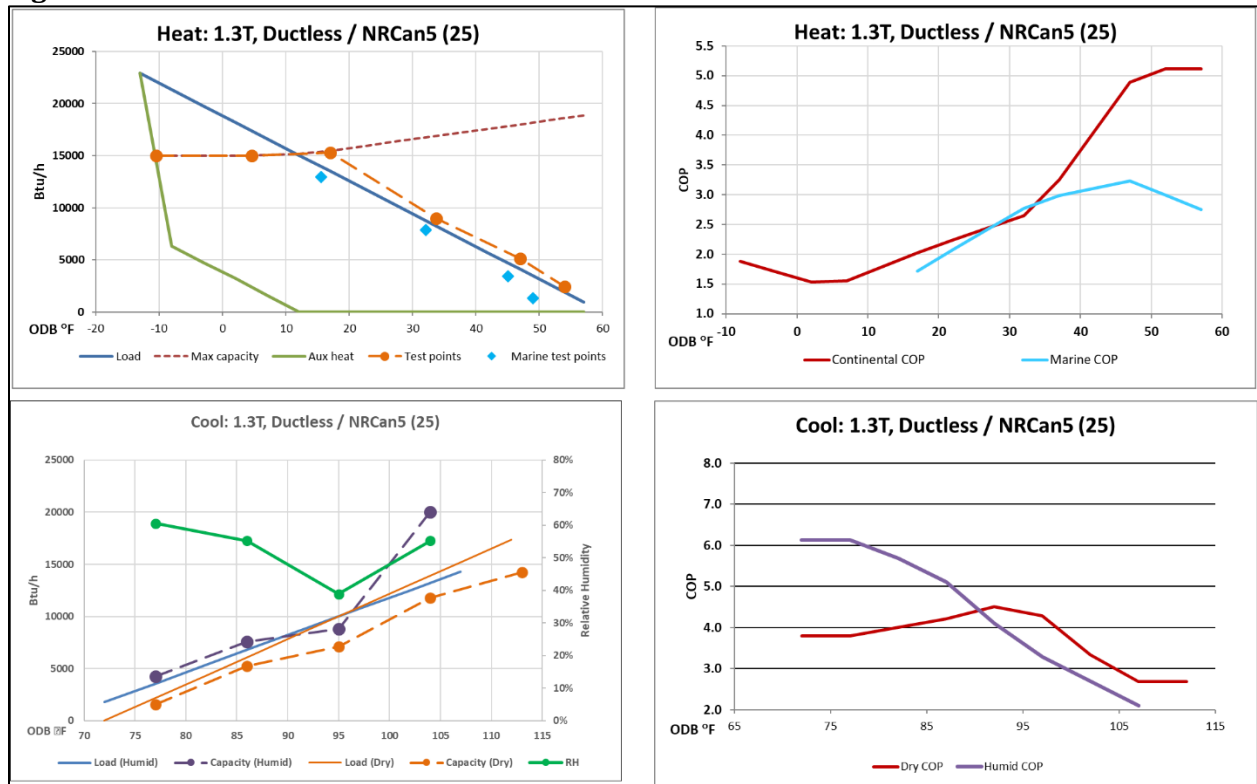 Heat: 1.3T, Ductless / NRCan5 (25)
25000
20000
15000
10000
5000
0
Btu/h
ODB °F
-20 -10 0 10 20 30 40 50 60
Load Max capacity Aux heat Test points Marine test points
Heat: 1.3T, Ductless / NRCan5 (25)
5.5
5.0
4.5
4.0
3.5
3.0
2.5
2.0
1.5
1.0
COP
-10 0 10 20 30 40 50 60
ODB °F
Continental COP Marine COP
Cool: 1.3T, Ductless / NRCan5 (25)
25000
20000
15000
10000
5000
0
Btu/h
80%
70%
60%
50%
40%
30%
20%
10%
0%
Relative Humidity
70 75 80 85 90 95 100 105 110 115
ODB °F
Load (Humid) Capacity (Humid) Load (Dry) Capacity (Dry) RH
Cool: 1.3T, Ductless / NRCan5 (25)
8.0
7.0
6.0
5.0
4.0
3.0
2.0
COP
ODB °F
65 75 85 95 105 115
Dry COP Humid COP